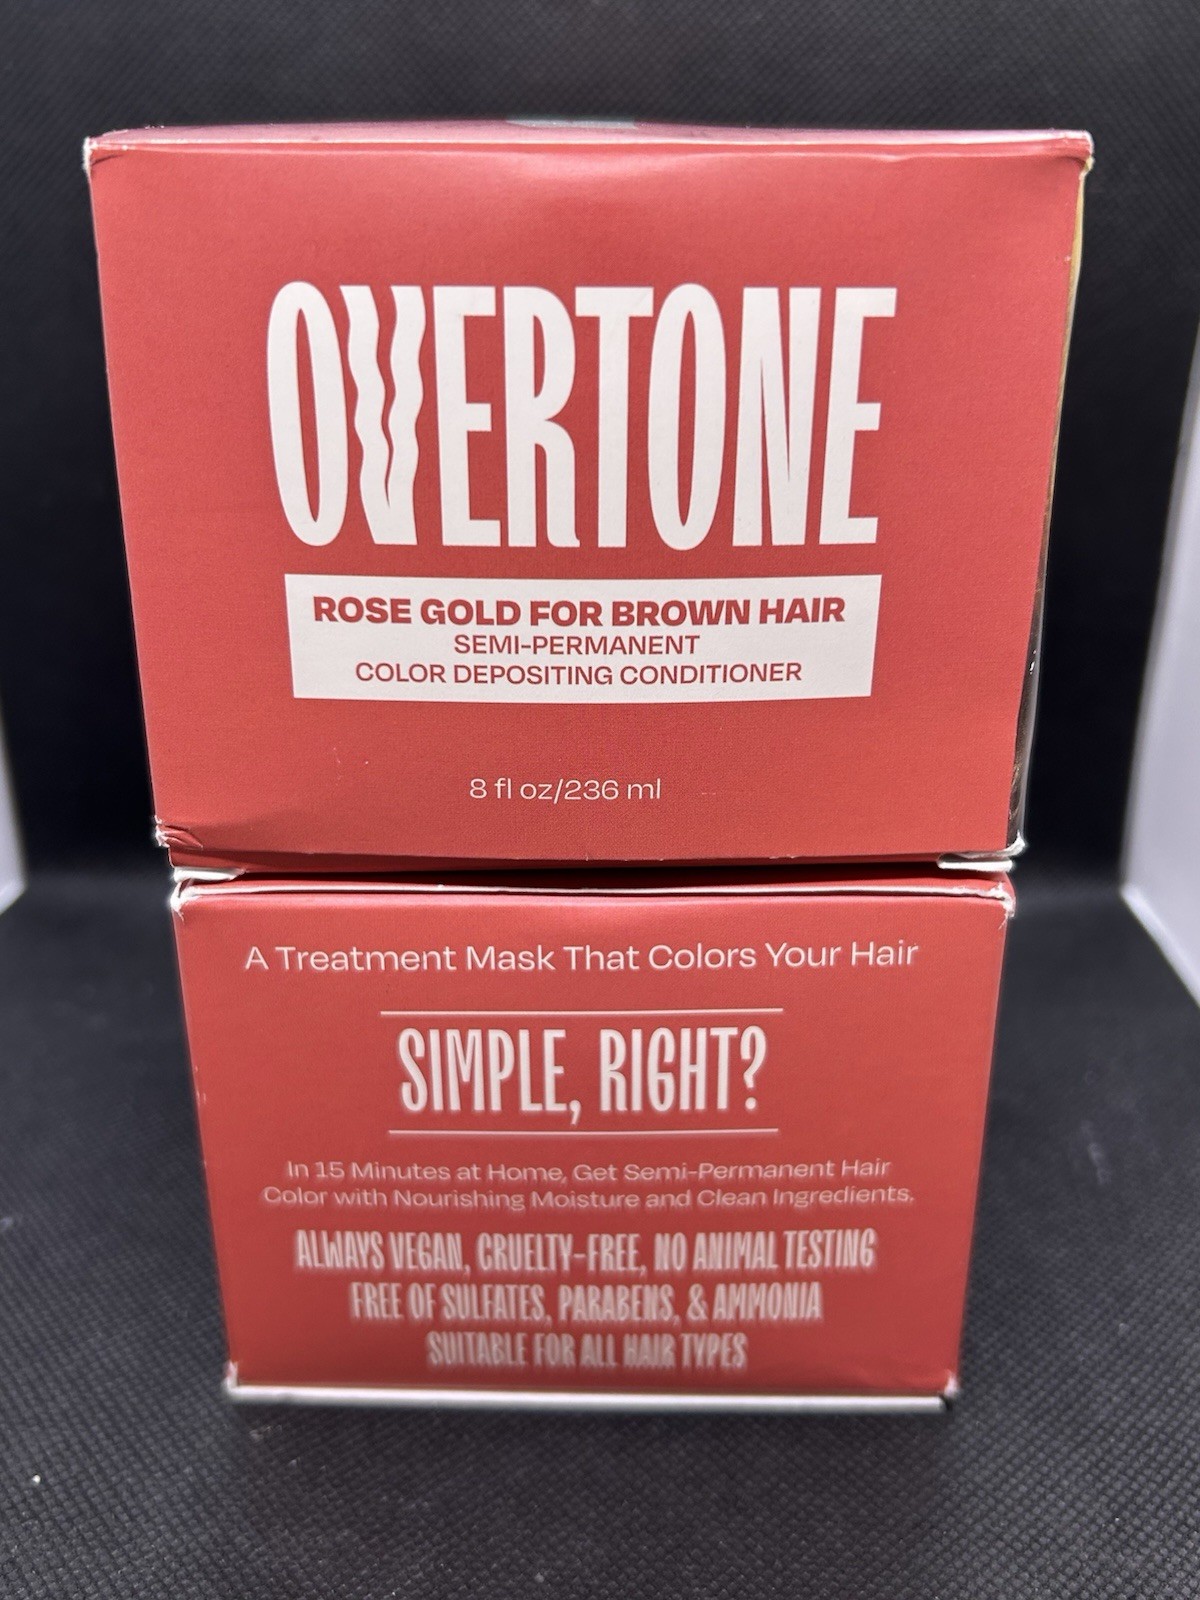 OVERTONE
ROSE GOLD FOR BROWN HAIR
SEMI-PERMANENT
COLOR DEPOSITING CONDITIONER
8 fl oz/236 ml
A Treatment Mask That Colors Your Hair
SIMPLE, RIGHT?
In 15 Minutes at Home, Get Semi-Permanent Hair
Color with Nourishing Moisture and Clean Ingredients.
ALWAYS VEGAN, CRUELTY-FREE, NO ANIMAL TESTING
FREE OF SULFATES, PARABENS, & AMMONIA
SUITABLE FOR ALL HAIR TYPES